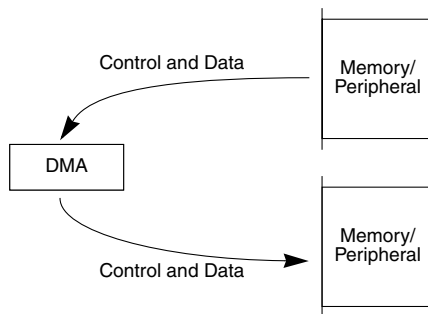 Control and Data
Memory/
Peripheral
DMA
Memory/
Peripheral
Control and Data